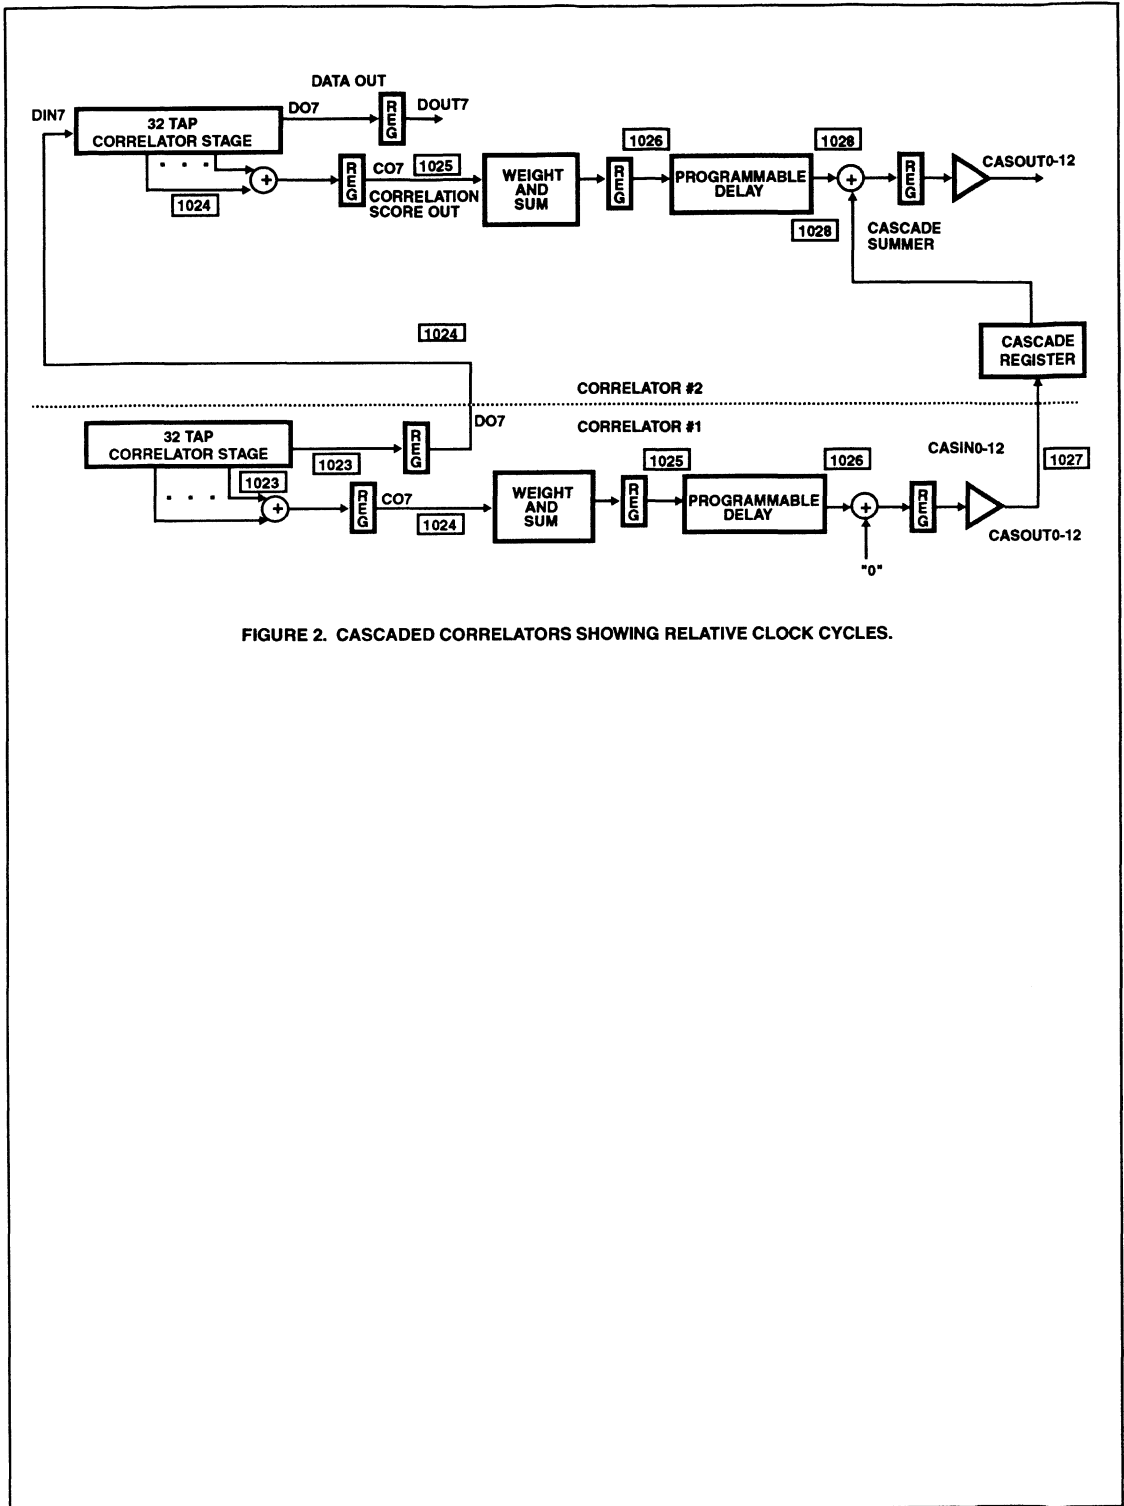 DATA OUT
DIN7
DO7
REG
DOUT7
32 TAP
CORRELATOR STAGE
. . .
+
1024
REG
CO7
1025
CORRELATION
SCORE OUT
WEIGHT
AND
SUM
1026
REG
PROGRAMMABLE
DELAY
1028
+
1028
REG
CASOUT0-12
CASCADE
SUMMER
1024
CASCADE
REGISTER
CORRELATOR #2
DO7
CORRELATOR #1
32 TAP
CORRELATOR STAGE
1023
REG
1023
. . .
+
REG
CO7
1024
WEIGHT
AND
SUM
1025
REG
PROGRAMMABLE
DELAY
1026
+
"0"
REG
CASIN0-12
1027
CASOUT0-12
FIGURE 2. CASCADED CORRELATORS SHOWING RELATIVE CLOCK CYCLES.